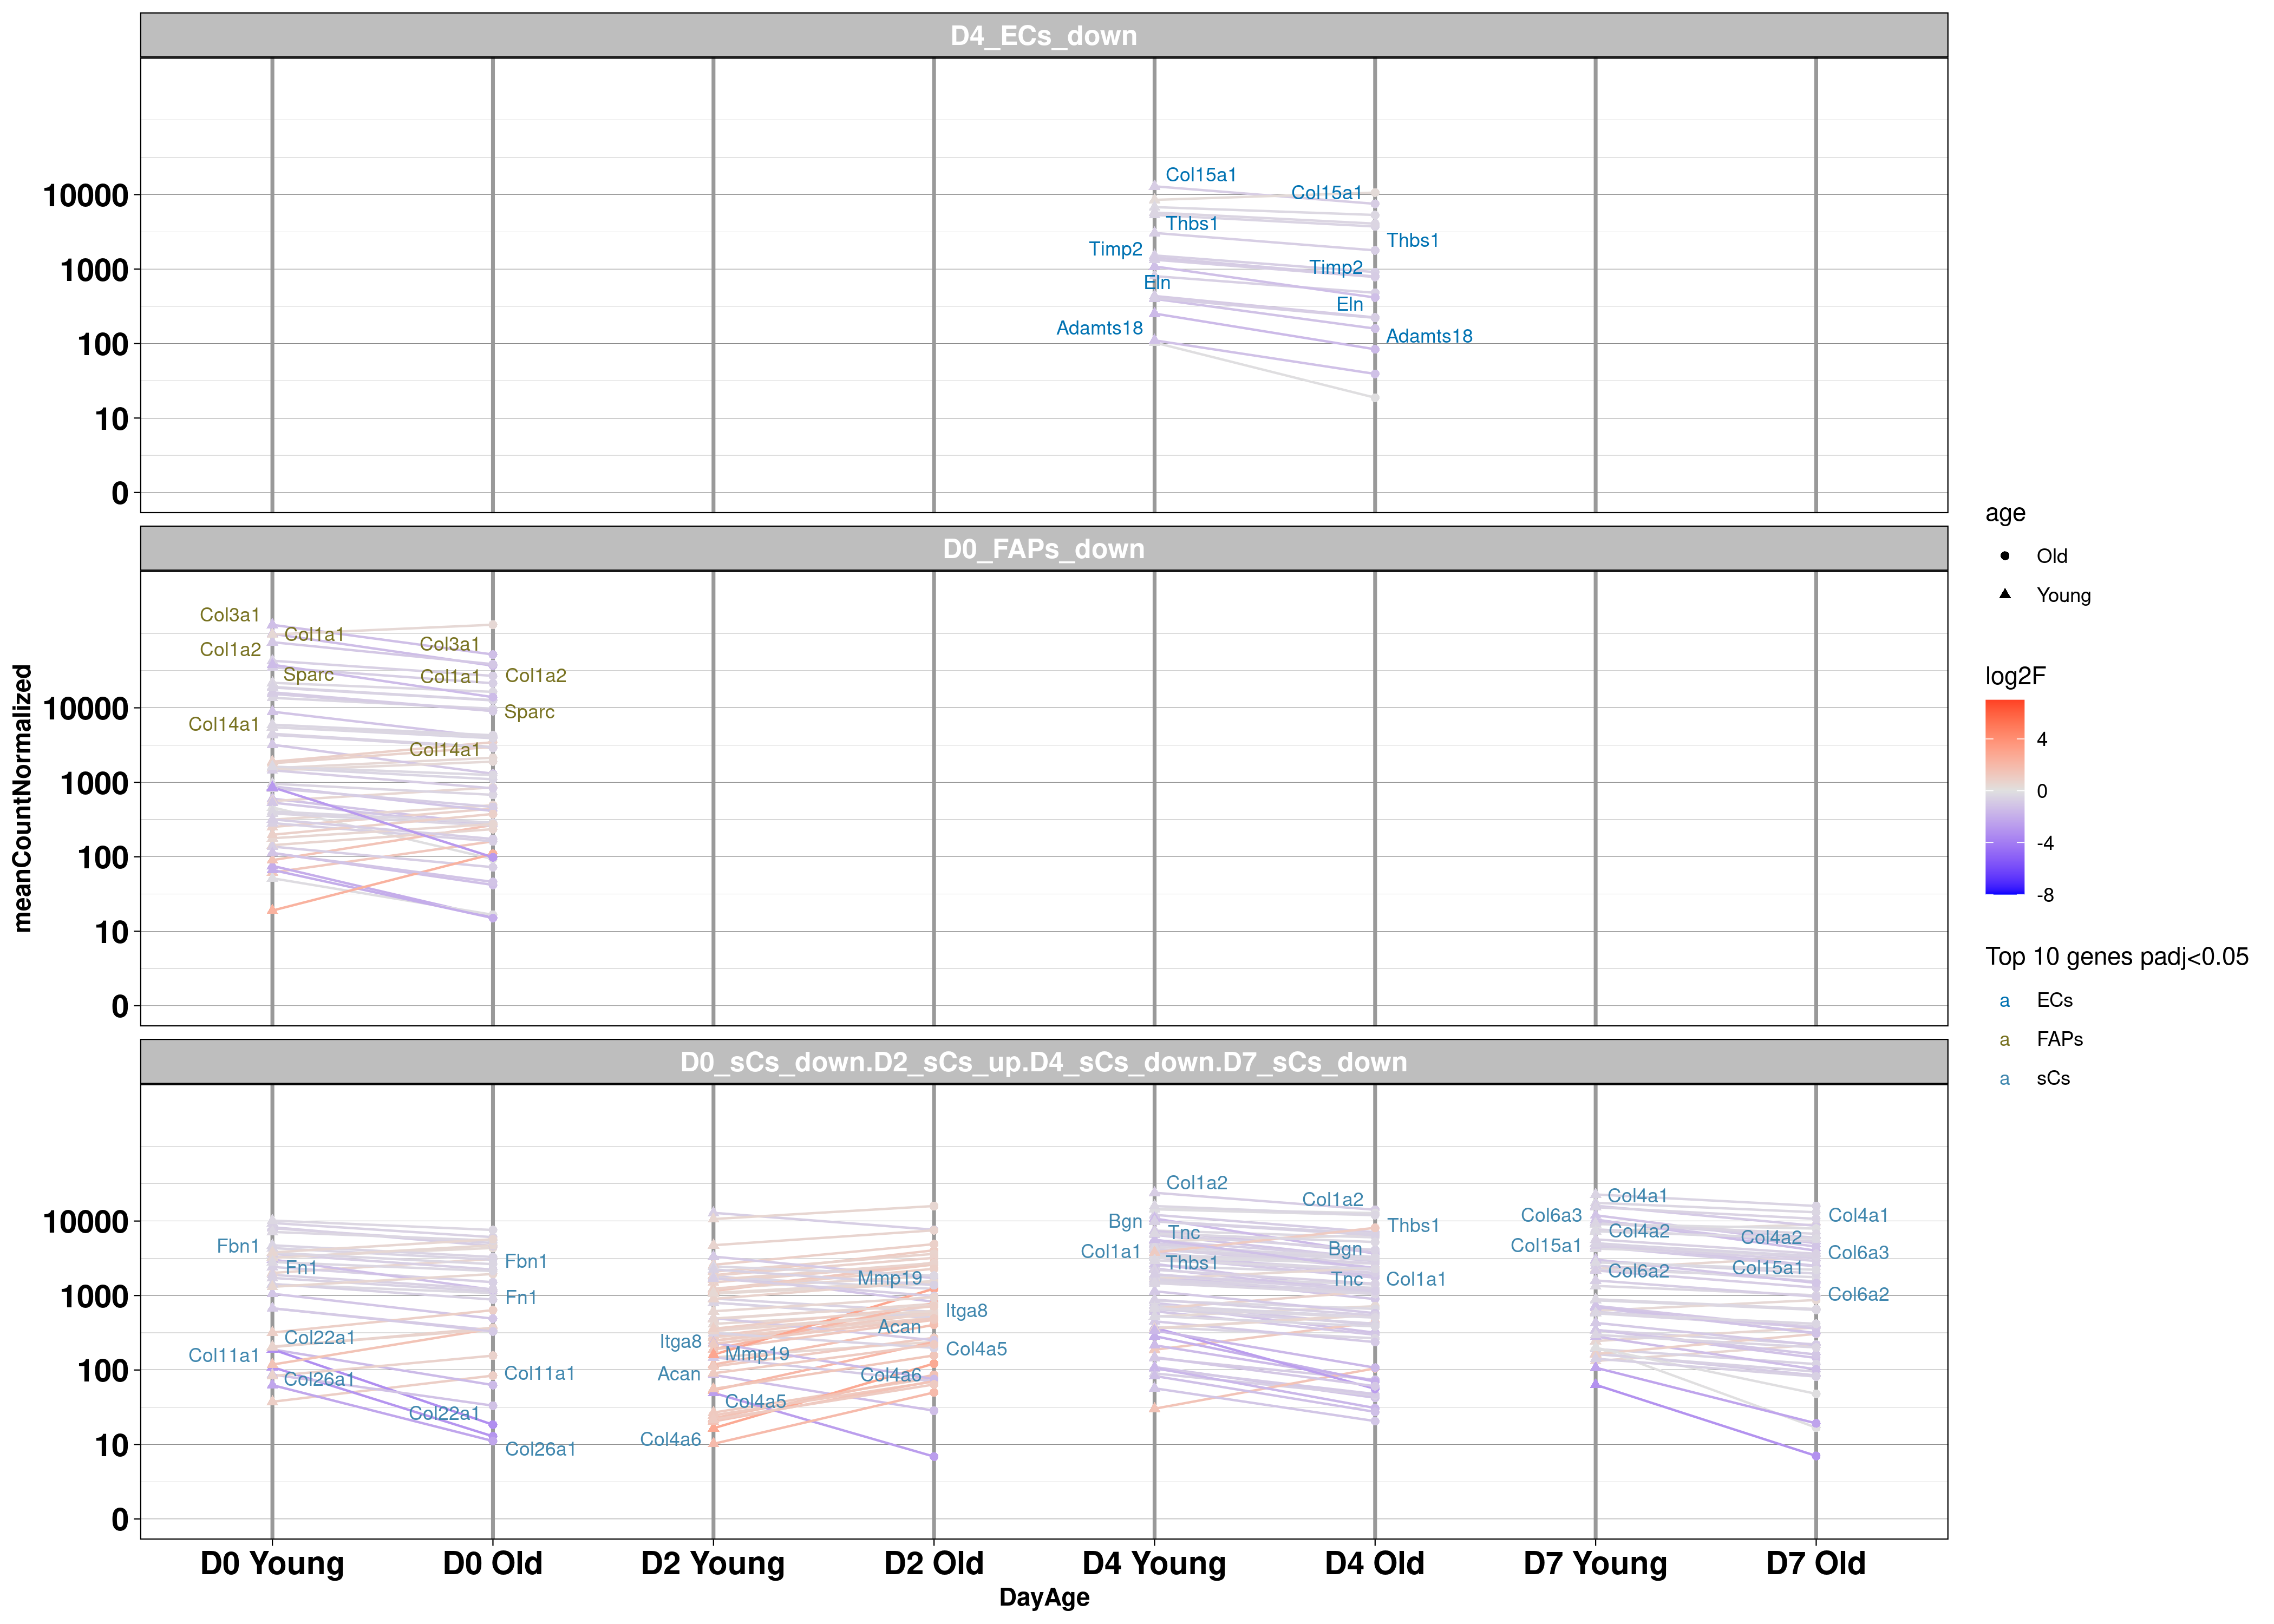 D4_ECs_down
10000
1000
100
10
0
Col15a1
Col15a1
Thbs1
Thbs1
Timp2
Timp2
Eln
Eln
Adamts18
Adamts18
D0_FAPs_down
meanCountNormalized
10000
1000
100
10
0
Col3a1
Col1a1
Col3a1
Col1a2
Sparc
Col1a1
Col1a2
Sparc
Col14a1
Col14a1
D0_sCs_down.D2_sCs_up.D4_sCs_down.D7_sCs_down
10000
1000
100
10
0
Fbn1
Fbn1
Fn1
Fn1
Col22a1
Col11a1
Col11a1
Col26a1
Col22a1
Col26a1
Mmp19
Itga8
Acan
Itga8
Mmp19
Col4a5
Acan
Col4a6
Col4a5
Col4a6
Col1a2
Col1a2
Bgn
Thbs1
Tnc
Col1a1
Bgn
Thbs1
Tnc
Col1a1
Col4a1
Col6a3
Col4a1
Col4a2
Col4a2
Col15a1
Col6a3
Col6a2
Col15a1
Col6a2
D0 Young
D0 Old
D2 Young
D2 Old
D4 Young
D4 Old
D7 Young
D7 Old
DayAge
age
Old
Young
log2F
4
0
-4
-8
Top 10 genes padj<0.05
a ECs
a FAPs
a sCs